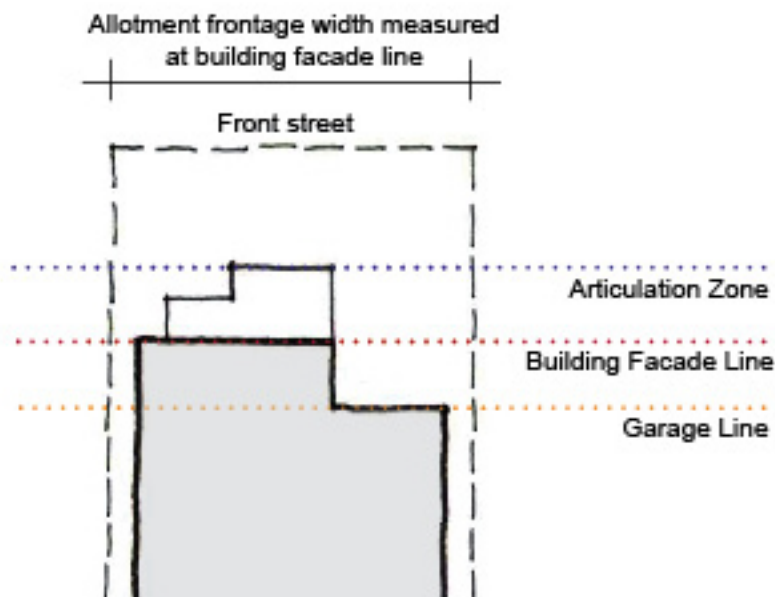 Allotment frontage width measured
at building facade line
Front street
Articulation Zone
Building Facade Line
Garage Line